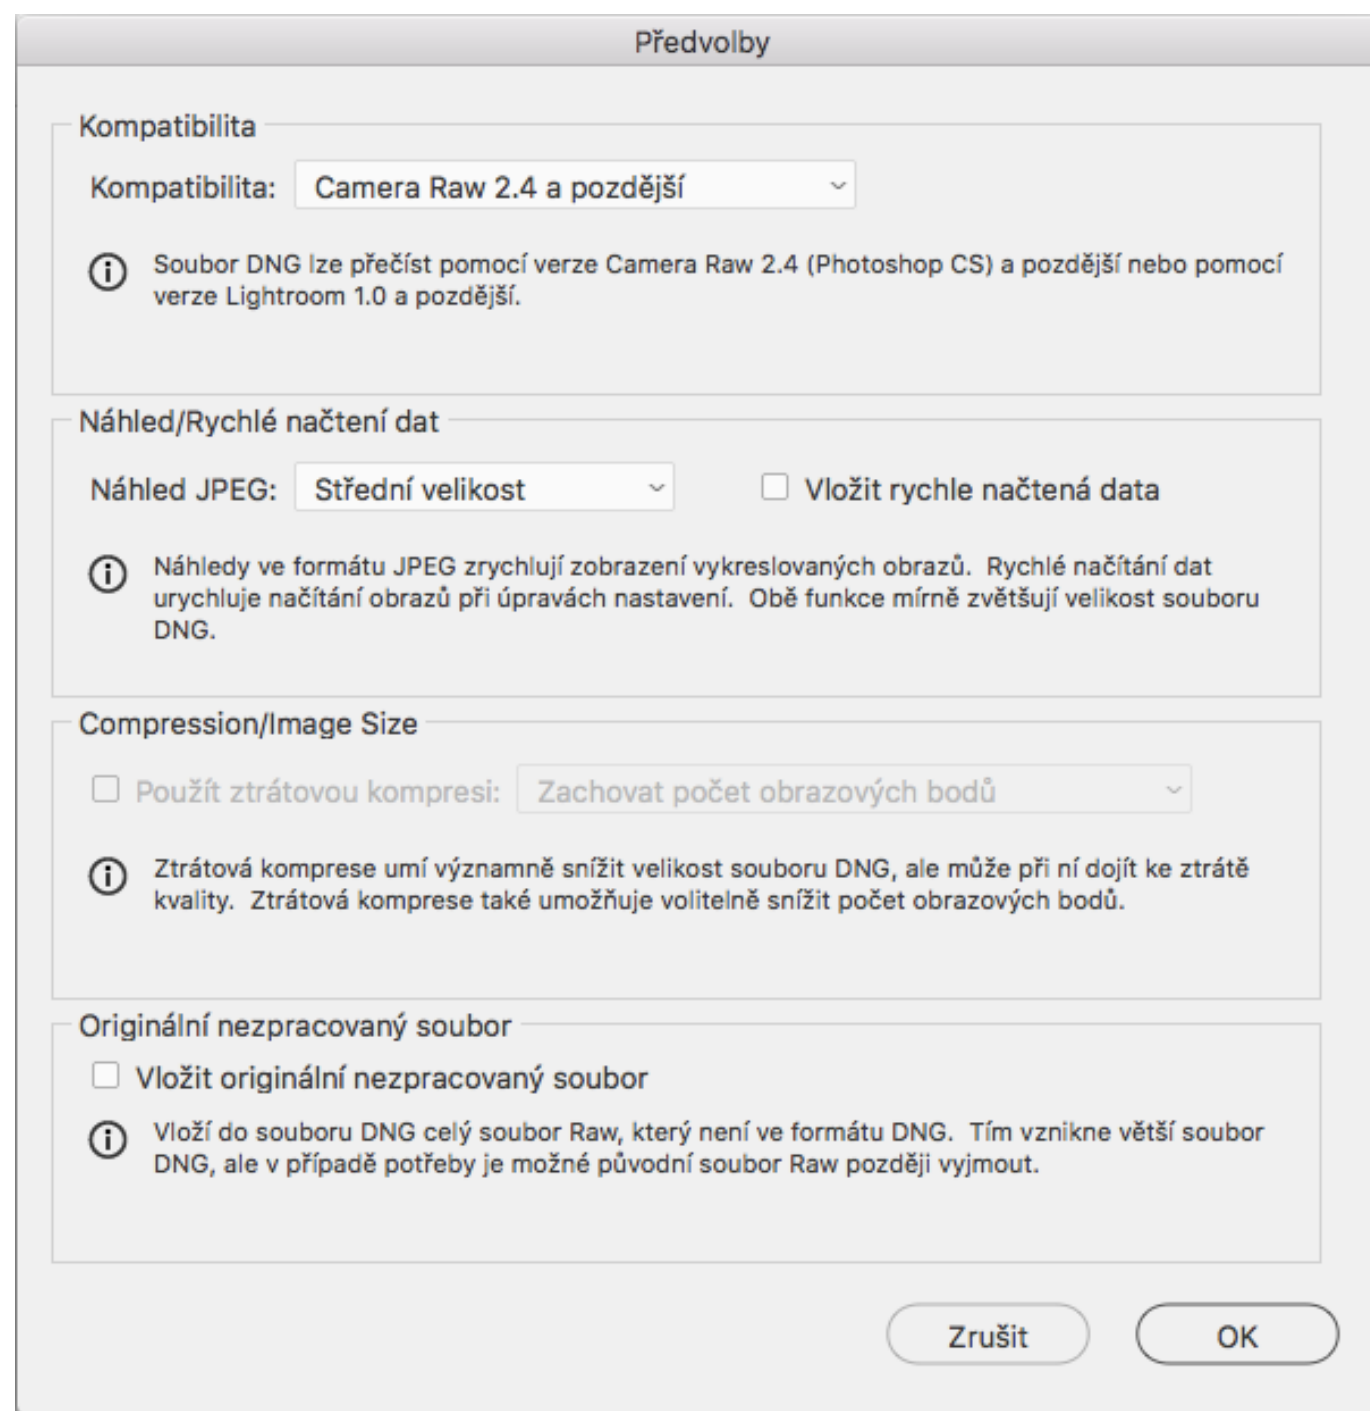 Předvolby
Kompatibilita
Kompatibilita: Camera Raw 2.4 a pozdější
Soubor DNG lze přečíst pomocí verze Camera Raw 2.4 (Photoshop CS) a pozdější nebo pomocí
verze Lightroom 1.0 a pozdější.
Náhled/Rychlé načtení dat
Náhled JPEG: Střední velikost Vložit rychle načtená data
Náhledy ve formátu JPEG zrychlují zobrazení vykreslovaných obrazů. Rychlé načítání dat
urychluje načítání obrazů při úpravách nastavení. Obě funkce mírně zvětšují velikost souboru
DNG.
Compression/Image Size
Použít ztrátovou kompresi: Zachovat počet obrazových bodů
Ztrátová komprese umí významně snížit velikost souboru DNG, ale může při ní dojít ke ztrátě
kvality. Ztrátová komprese také umožňuje volitelně snížit počet obrazových bodů.
Originální nezpracovaný soubor
Vložit originální nezpracovaný soubor
Vloží do souboru DNG celý soubor Raw, který není ve formátu DNG. Tím vznikne větší soubor
DNG, ale v případě potřeby je možné původní soubor Raw později vyjmout.
Zrušit OK